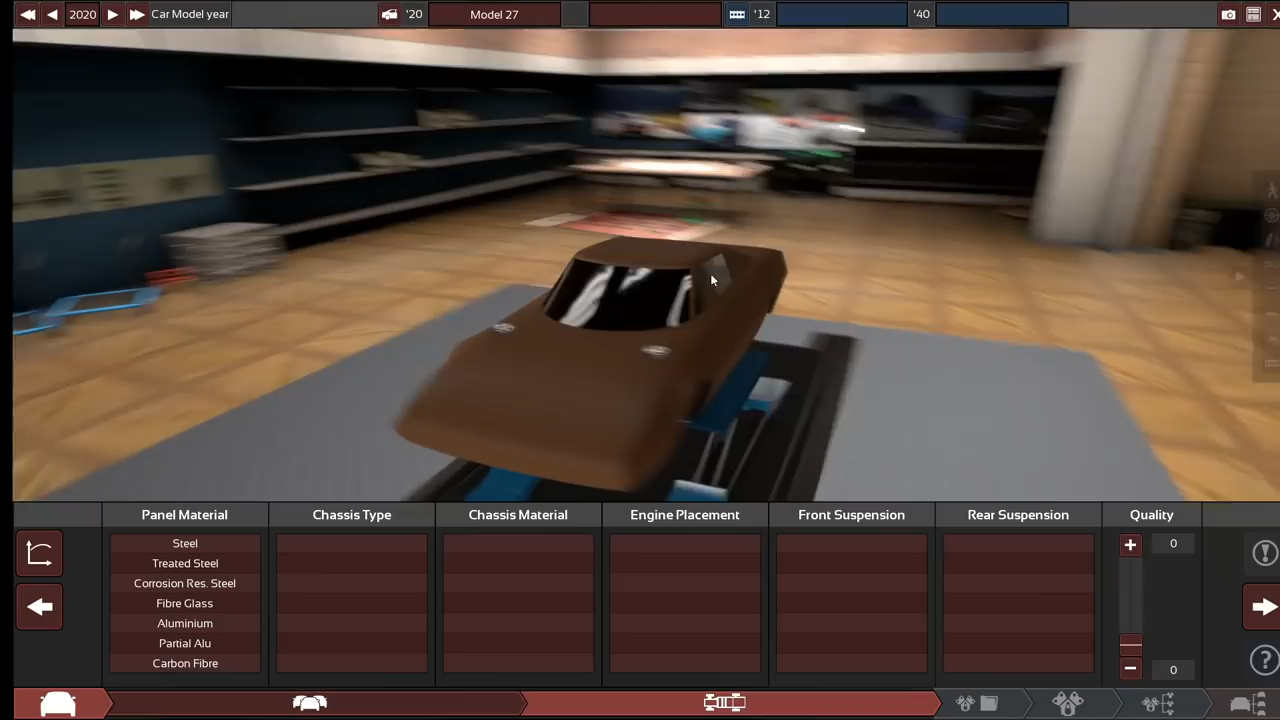 2020 Car Model year '20 Model 27 '12 '40
Panel Material Chassis Type Chassis Material Engine Placement Front Suspension Rear Suspension Quality
Steel
Treated Steel
Corrosion Res. Steel
Fibre Glass
Aluminium
Partial Alu
Carbon Fibre
0
0